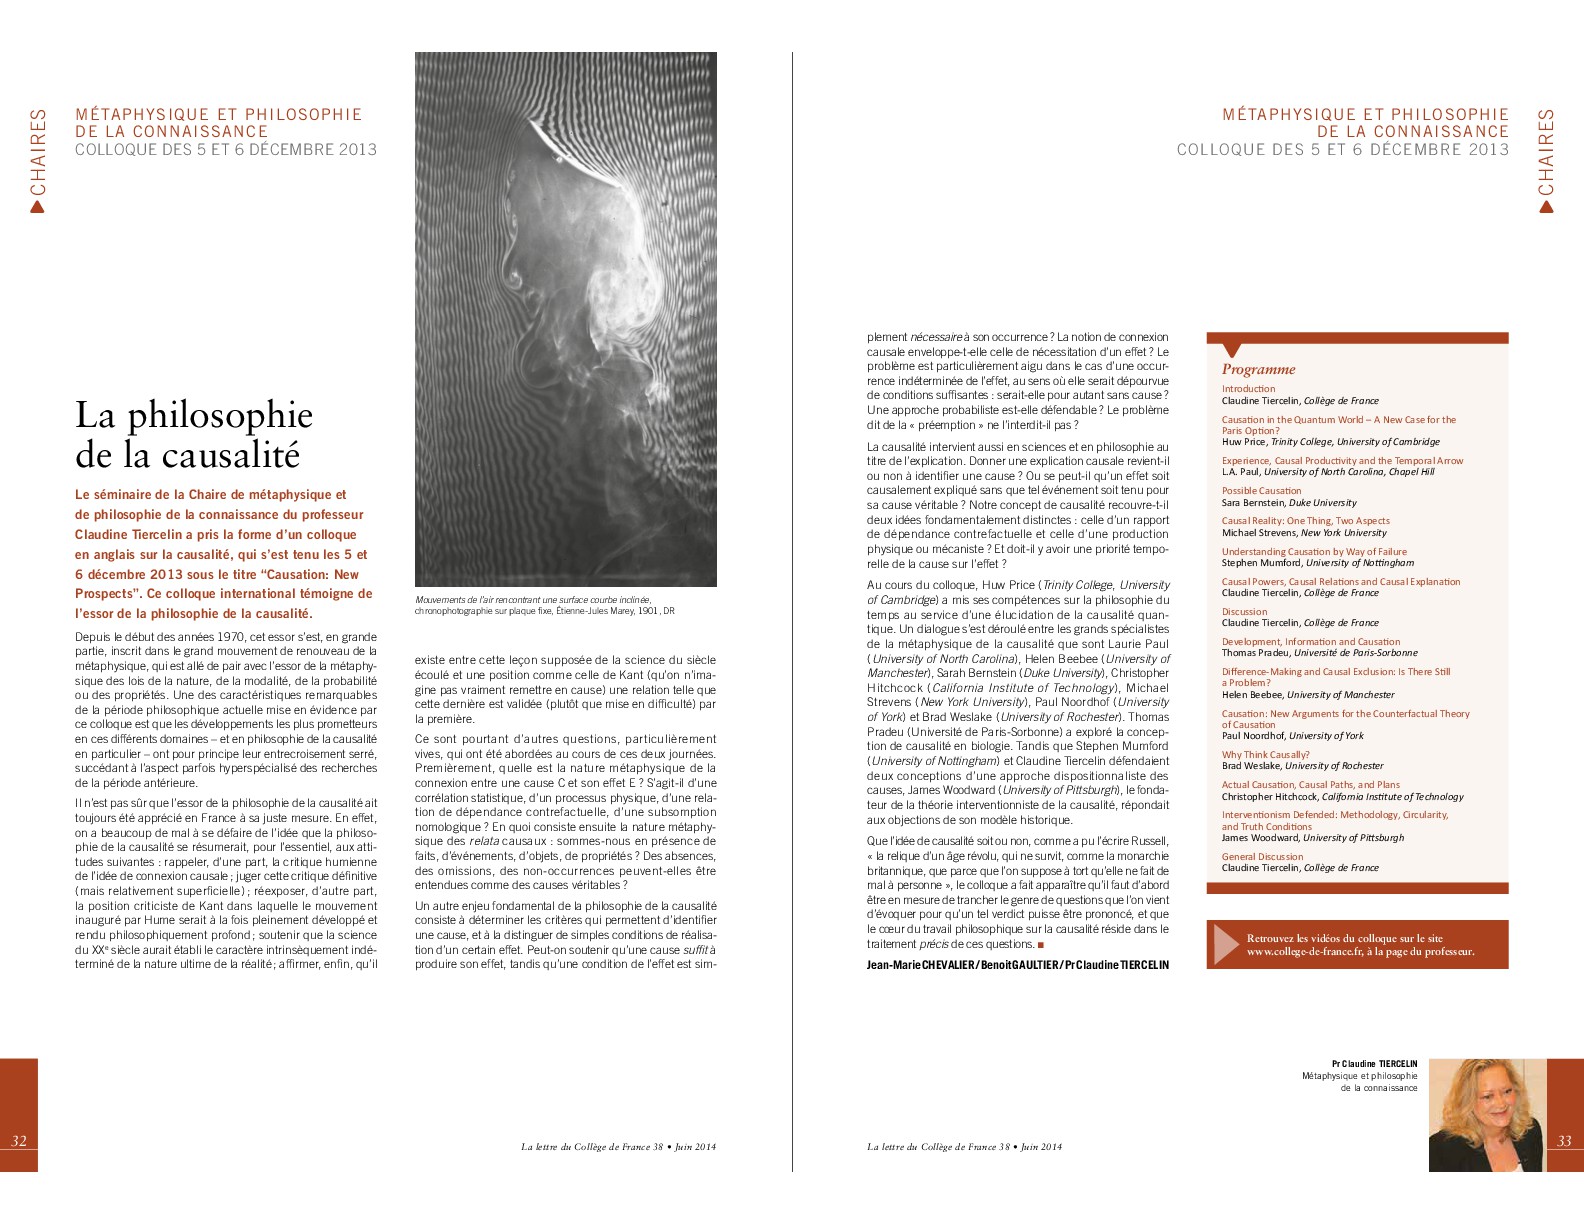 CHAIRES
MÉTAPHYSIQUE ET PHILOSOPHIE
DE LA CONNAISSANCE
COLLOQUE DES 5 ET 6 DÉCEMBRE 2013
La philosophie
de la causalité
Le séminaire de la Chaire de métaphysique et
de philosophie de la connaissance du professeur
Claudine Tiercelin a pris la forme d'un colloque
en anglais sur la causalité, qui s'est tenu les 5 et
6 décembre 2013 sous le titre “Causation: New
Prospects”. Ce colloque international témoigne de
l'essor de la philosophie de la causalité.
Depuis le début des années 1970, cet essor s'est, en grande
partie, inscrit dans le grand mouvement de renouveau de la
métaphysique, qui est allé de pair avec l'essor de la métaphy-
sique des lois de la nature, de la modalité, de la probabilité
ou des propriétés. Une des caractéristiques remarquables
de la période philosophique actuelle mise en évidence par
ce colloque est que les développements les plus prometteurs
en ces différents domaines – et en philosophie de la causalité
en particulier – ont pour principe leur entrecroisement serré,
succédant à l'aspect parfois hyperspécialisé des recherches
de la période antérieure.
Il n'est pas sûr que l'essor de la philosophie de la causalité ait
toujours été apprécié en France à sa juste mesure. En effet,
on a beaucoup de mal à se défaire de l'idée que la philoso-
phie de la causalité se résumerait, pour l'essentiel, aux atti-
tudes suivantes : rappeler, d'une part, la critique humienne
de l'idée de connexion causale ; juger cette critique définitive
(mais relativement superficielle) ; réexposer, d'autre part,
la position criticiste de Kant dans laquelle le mouvement
inauguré par Hume serait à la fois pleinement développé et
rendu philosophiquement profond ; soutenir que la science
du XXe siècle aurait établi le caractère intrinsèquement indé-
terminé de la nature ultime de la réalité ; affirmer, enfin, qu'il
Mouvements de l'air rencontrant une surface courbe inclinée,
chronophotographie sur plaque fixe, Étienne-Jules Marey, 1901, DR
existe entre cette leçon supposée de la science du siècle
écoulé et une position comme celle de Kant (qu'on n'ima-
gine pas vraiment remettre en cause) une relation telle que
cette dernière est validée (plutôt que mise en difficulté) par
la première.
Ce sont pourtant d'autres questions, particulièrement
vives, qui ont été abordées au cours de ces deux journées.
Premièrement, quelle est la nature métaphysique de la
connexion entre une cause C et son effet E ? S'agit-il d'une
corrélation statistique, d'un processus physique, d'une rela-
tion de dépendance contrefactuelle, d'une subsomption
nomologique ? En quoi consiste ensuite la nature métaphy-
sique des relata causaux : sommes-nous en présence de
faits, d'événements, d'objets, de propriétés ? Des absences,
des omissions, des non-occurrences peuvent-elles être
entendues comme des causes véritables ?
Un autre enjeu fondamental de la philosophie de la causalité
consiste à déterminer les critères qui permettent d'identifier
une cause, et à la distinguer de simples conditions de réalisa-
tion d'un certain effet. Peut-on soutenir qu'une cause suffit à
produire son effet, tandis qu'une condition de l'effet est sim-
32
La lettre du Collège de France 38 • Juin 2014
MÉTAPHYSIQUE ET PHILOSOPHIE
DE LA CONNAISSANCE
COLLOQUE DES 5 ET 6 DÉCEMBRE 2013
CHAIRES
plement nécessaire à son occurrence ? La notion de connexion
causale enveloppe-t-elle celle de nécessitation d'un effet ? Le
problème est particulièrement aigu dans le cas d'une occur-
rence indéterminée de l'effet, au sens où elle serait dépourvue
de conditions suffisantes : serait-elle pour autant sans cause ?
Une approche probabiliste est-elle défendable ? Le problème
dit de la « préemption » ne l'interdit-il pas ?
La causalité intervient aussi en sciences et en philosophie au
titre de l'explication. Donner une explication causale revient-il
ou non à identifier une cause ? Ou se peut-il qu'un effet soit
causalement expliqué sans que tel événement soit tenu pour
sa cause véritable ? Notre concept de causalité recouvre-t-il
deux idées fondamentalement distinctes : celle d'un rapport
de dépendance contrefactuelle et celle d'une production
physique ou mécaniste ? Et doit-il y avoir une priorité tempo-
relle de la cause sur l'effet ?
Au cours du colloque, Huw Price (Trinity College, University
of Cambridge) a mis ses compétences sur la philosophie du
temps au service d'une élucidation de la causalité quan-
tique. Un dialogue s'est déroulé entre les grands spécialistes
de la métaphysique de la causalité que sont Laurie Paul
(University of North Carolina), Helen Beebee (University of
Manchester), Sarah Bernstein (Duke University), Christopher
Hitchcock (California Institute of Technology), Michael
Strevens (New York University), Paul Noordhof (University
of York) et Brad Weslake (University of Rochester). Thomas
Pradeu (Université de Paris-Sorbonne) a exploré la concep-
tion de causalité en biologie. Tandis que Stephen Mumford
(University of Nottingham) et Claudine Tiercelin défendaient
deux conceptions d'une approche dispositionnaliste des
causes, James Woodward (University of Pittsburgh), le fonda-
teur de la théorie interventionniste de la causalité, répondait
aux objections de son modèle historique.
Que l'idée de causalité soit ou non, comme a pu l'écrire Russell,
« la relique d'un âge révolu, qui ne survit, comme la monarchie
britannique, que parce que l'on suppose à tort qu'elle ne fait de
mal à personne », le colloque a fait apparaître qu'il faut d'abord
être en mesure de trancher le genre de questions que l'on vient
d'évoquer pour qu'un tel verdict puisse être prononcé, et que
le cœur du travail philosophique sur la causalité réside dans le
traitement précis de ces questions. ■
Jean-Marie CHEVALIER / Benoit GAULTIER / Pr Claudine TIERCELIN
Programme
Introduction
Claudine Tiercelin, Collège de France
Causation in the Quantum World – A New Case for the
Paris Option?
Huw Price, Trinity College, University of Cambridge
Experience, Causal Productivity and the Temporal Arrow
L.A. Paul, University of North Carolina, Chapel Hill
Possible Causation
Sara Bernstein, Duke University
Causal Reality: One Thing, Two Aspects
Michael Strevens, New York University
Understanding Causation by Way of Failure
Stephen Mumford, University of Nottingham
Causal Powers, Causal Relations and Causal Explanation
Claudine Tiercelin, Collège de France
Discussion
Claudine Tiercelin, Collège de France
Development, Information and Causation
Thomas Pradeu, Université de Paris-Sorbonne
Difference-Making and Causal Exclusion: Is There Still
a Problem?
Helen Beebee, University of Manchester
Causation: New Arguments for the Counterfactual Theory
of Causation
Paul Noordhof, University of York
Why Think Causally?
Brad Weslake, University of Rochester
Actual Causation, Causal Paths, and Plans
Christopher Hitchcock, California Institute of Technology
Interventionism Defended: Methodology, Circularity,
and Truth Conditions
James Woodward, University of Pittsburgh
General Discussion
Claudine Tiercelin, Collège de France
Retrouvez les vidéos du colloque sur le site
www.college-de-france.fr, à la page du professeur.
Pr Claudine TIERCELIN
Métaphysique et philosophie
de la connaissance
La lettre du Collège de France 38 • Juin 2014
33